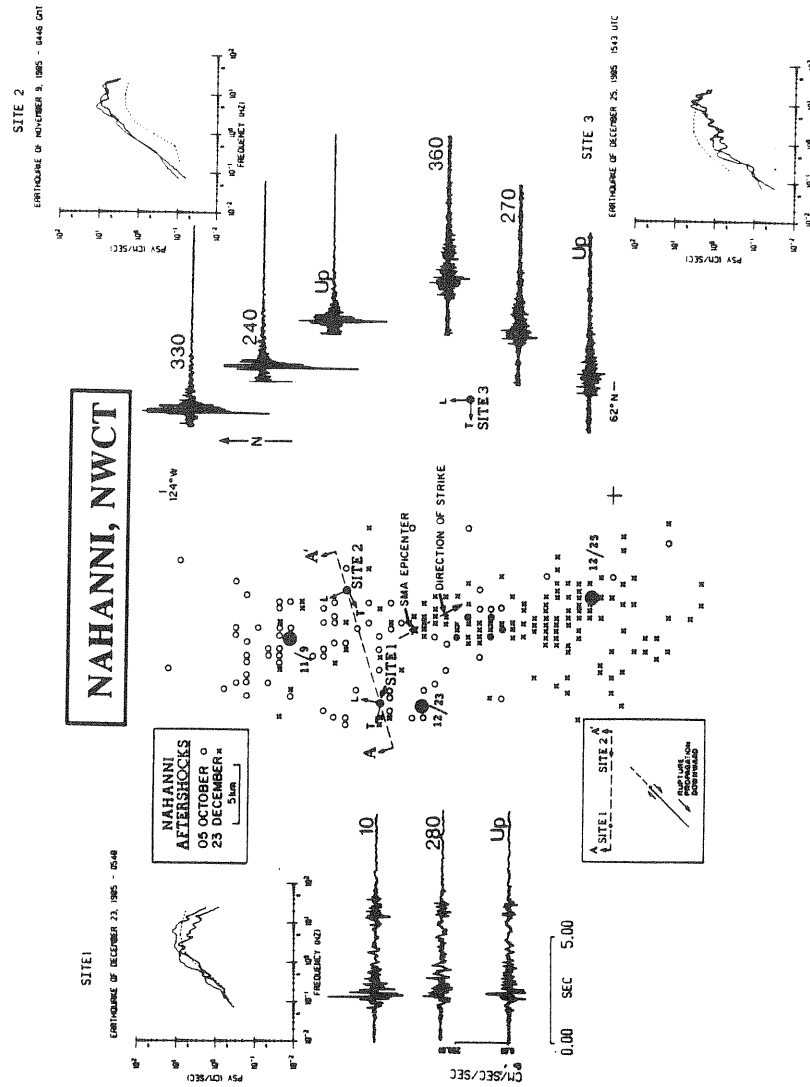 NAHANNI, NWCT
SITE 2
EARTHQUAKE OF NOVEMBER 9, 1985 - 0446 GMT
PSV (CM/SEC)
FREQUENCY (HZ)
330
240
Up
360
270
Up
SITE 3
EARTHQUAKE OF DECEMBER 25, 1985 1543 UTC
PSV (CM/SEC)
N
124°W
62°N
L
T
SITE 3
A'
SITE 2
L
T
11/9
SMA EPICENTER
DIRECTION OF STRIKE
SITE 1
L
T
A
12/23
12/25
NAHANNI
AFTERSHOCKS
05 OCTOBER o
23 DECEMBER x
5km
A A'
SITE 1 SITE 2
RUPTURE
PROPAGATION
DOWNWARD
SITE1
EARTHQUAKE OF DECEMBER 23, 1985 - 0548
PSV (CM/SEC)
FREQUENCY (HZ)
10
280
Up
CM/SEC/SEC
0.00 SEC 5.00